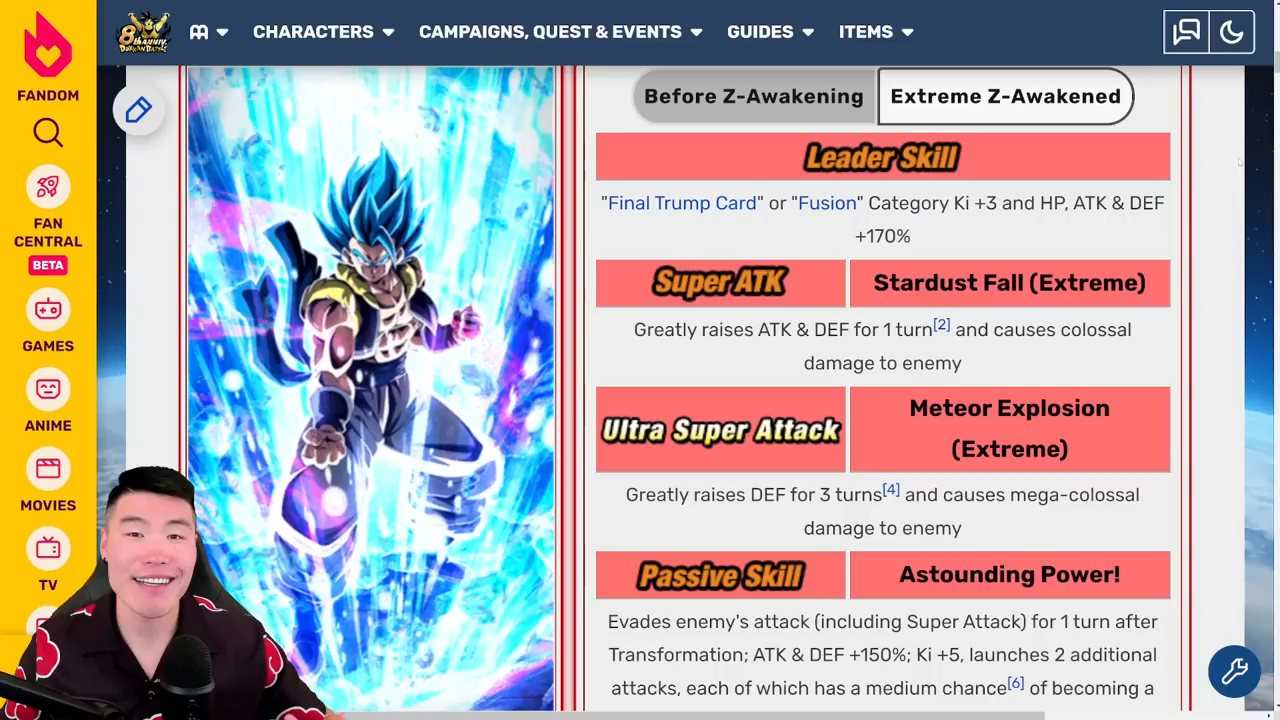 8th ANNIV.
DOKKAN BATTLE
CHARACTERS
CAMPAIGNS, QUEST & EVENTS
GUIDES
ITEMS
FANDOM
FAN
CENTRAL
BETA
GAMES
ANIME
MOVIES
TV
Before Z-Awakening
Extreme Z-Awakened
Leader Skill
"Final Trump Card" or "Fusion" Category Ki +3 and HP, ATK & DEF
+170%
Super ATK
Stardust Fall (Extreme)
Greatly raises ATK & DEF for 1 turn[2] and causes colossal
damage to enemy
Ultra Super Attack
Meteor Explosion
(Extreme)
Greatly raises DEF for 3 turns[4] and causes mega-colossal
damage to enemy
Passive Skill
Astounding Power!
Evades enemy's attack (including Super Attack) for 1 turn after
Transformation; ATK & DEF +150%; Ki +5, launches 2 additional
attacks, each of which has a medium chance[6] of becoming a